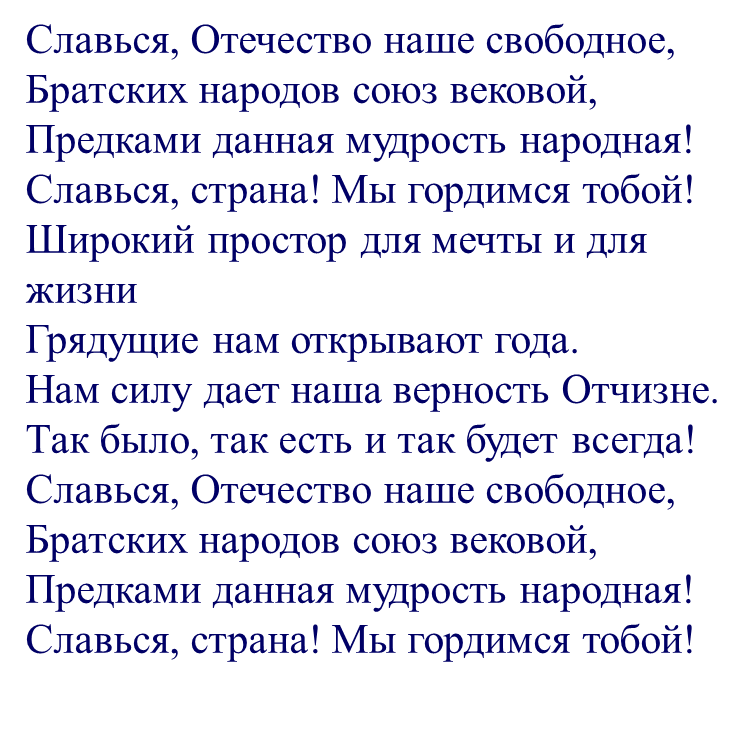 Славься, Отечество наше свободное,
Братских народов союз вековой,
Предками данная мудрость народная!
Славься, страна! Мы гордимся тобой!
Широкий простор для мечты и для
жизни
Грядущие нам открывают года.
Нам силу дает наша верность Отчизне.
Так было, так есть и так будет всегда!
Славься, Отечество наше свободное,
Братских народов союз вековой,
Предками данная мудрость народная!
Славься, страна! Мы гордимся тобой!